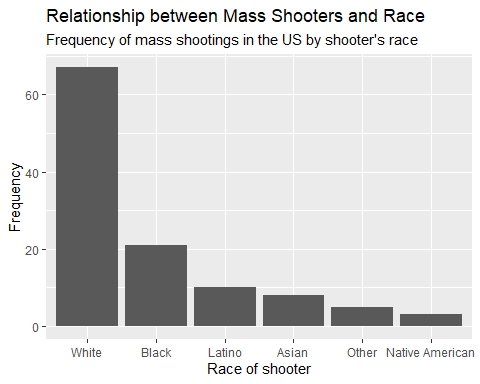 Relationship between Mass Shooters and Race
Frequency of mass shootings in the US by shooter's race
Frequency
60
40
20
0
White Black Latino Asian Other Native American
Race of shooter